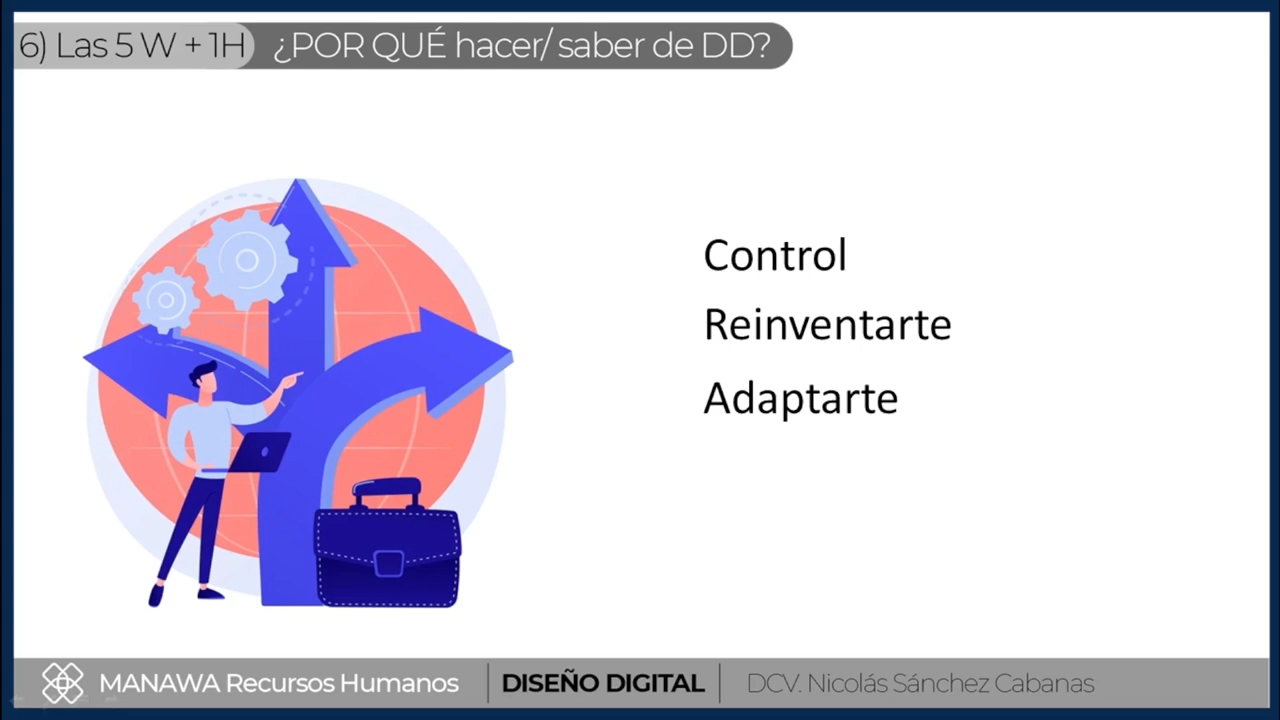 6) Las 5 W + 1H ¿POR QUÉ hacer/ saber de DD?
Control
Reinventarte
Adaptarte
MANAWA Recursos Humanos DISEÑO DIGITAL DCV. Nicolás Sánchez Cabanas